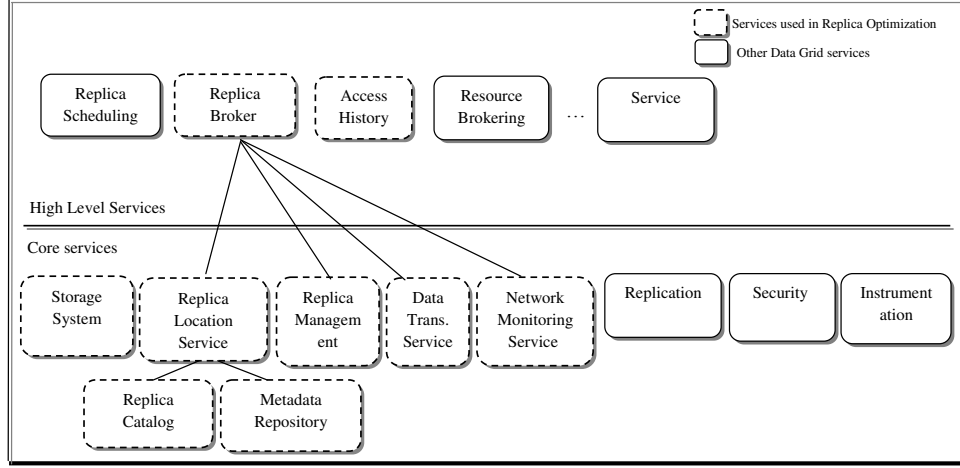 Services used in Replica Optimization
Other Data Grid services
Replica
Scheduling
Replica
Broker
Access
History
Resource
Brokering
...
Service
High Level Services
Core services
Storage
System
Replica
Location
Service
Replica
Managem
ent
Data
Trans.
Service
Network
Monitoring
Service
Replication
Security
Instrument
ation
Replica
Catalog
Metadata
Repository